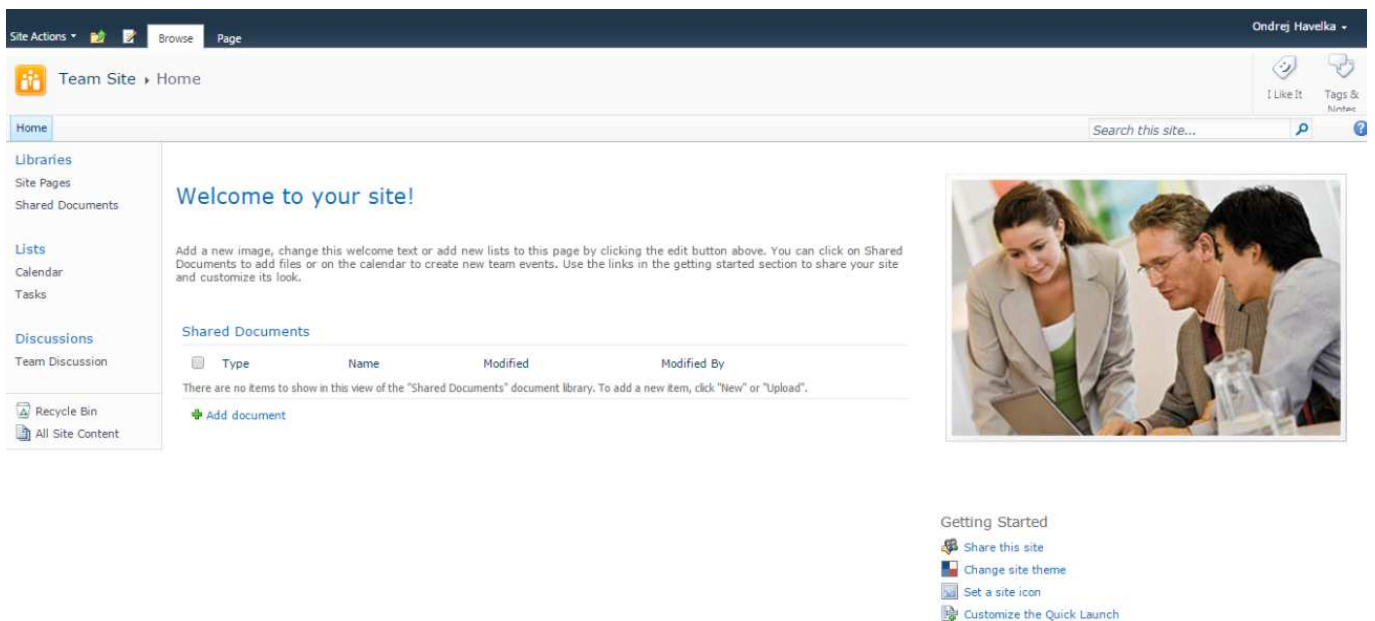 Site Actions
Browse
Page
Ondrej Havelka
Team Site ▸ Home
I Like It
Tags &
Notes
Home
Search this site...
Libraries
Site Pages
Shared Documents
Lists
Calendar
Tasks
Discussions
Team Discussion
Recycle Bin
All Site Content
Welcome to your site!
Add a new image, change this welcome text or add new lists to this page by clicking the edit button above. You can click on Shared
Documents to add files or on the calendar to create new team events. Use the links in the getting started section to share your site
and customize its look.
Shared Documents
Type Name Modified Modified By
There are no items to show in this view of the "Shared Documents" document library. To add a new item, click "New" or "Upload".
Add document
Getting Started
Share this site
Change site theme
Set a site icon
Customize the Quick Launch